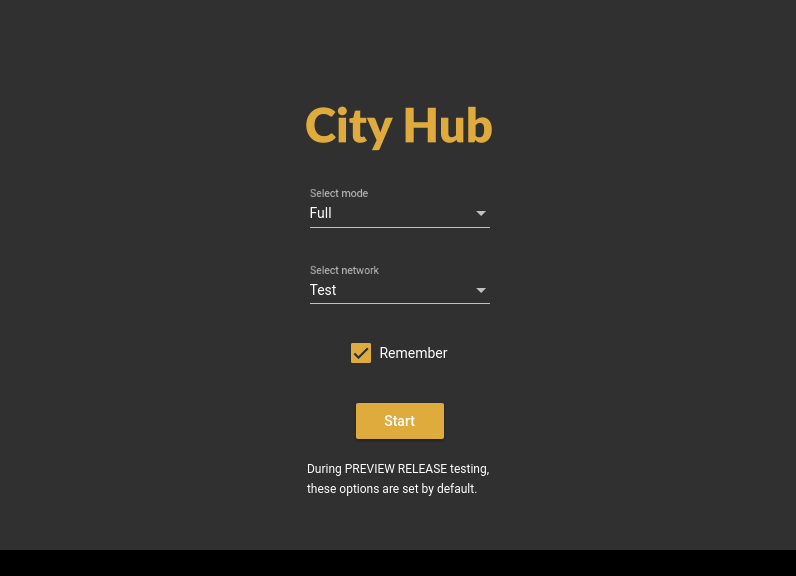 City Hub
Select mode
Full
Select network
Test
Remember
Start
During PREVIEW RELEASE testing,
these options are set by default.